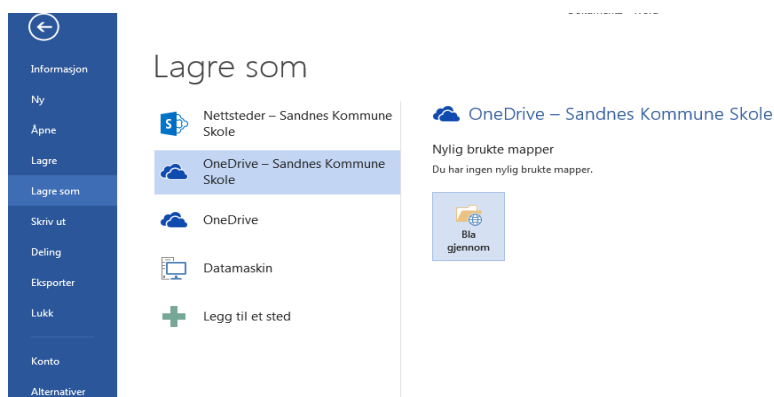 Lagre som
Informasjon
Ny
Åpne
Lagre
Lagre som
Skriv ut
Deling
Eksporter
Lukk
Konto
Alternativer
Nettsteder – Sandnes Kommune
Skole
OneDrive – Sandnes Kommune
Skole
OneDrive
Datamaskin
Legg til et sted
OneDrive – Sandnes Kommune Skole
Nylig brukte mapper
Du har ingen nylig brukte mapper.
Bla
gjennom